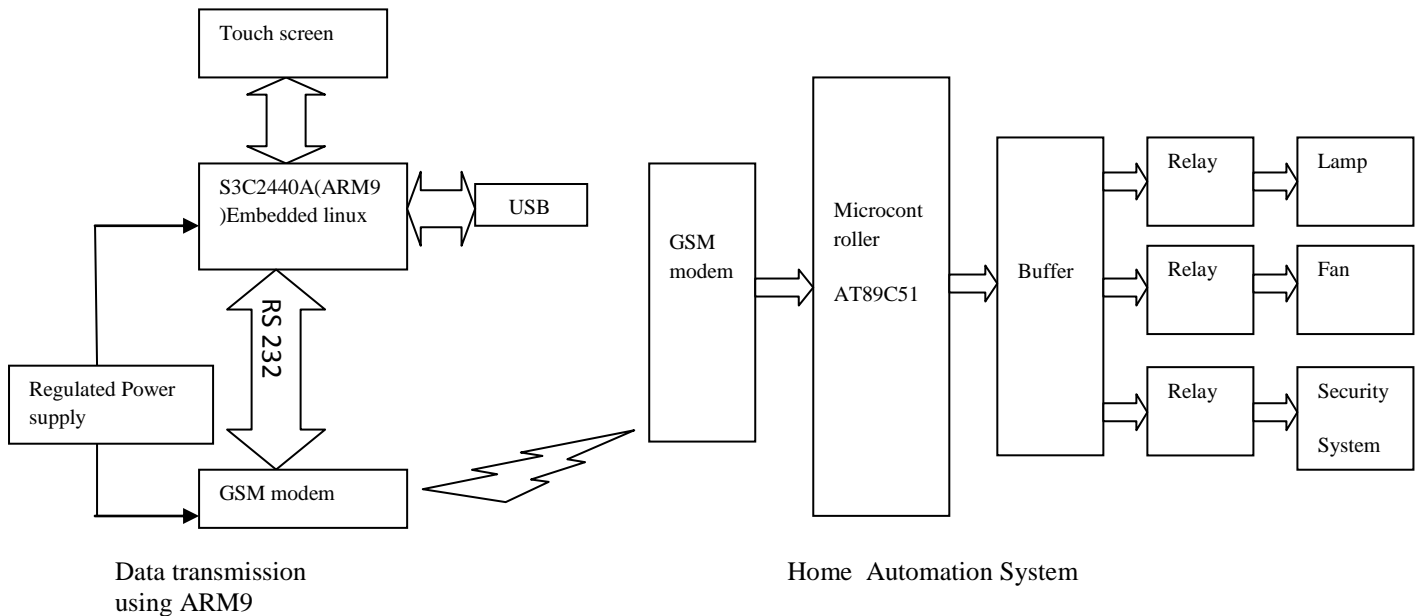 Touch screen
S3C2440A(ARM9
)Embedded linux
USB
RS 232
Regulated Power
supply
GSM modem
Data transmission
using ARM9
GSM
modem
Microcont
roller
AT89C51
Buffer
Relay
Lamp
Relay
Fan
Relay
Security
System
Home Automation System